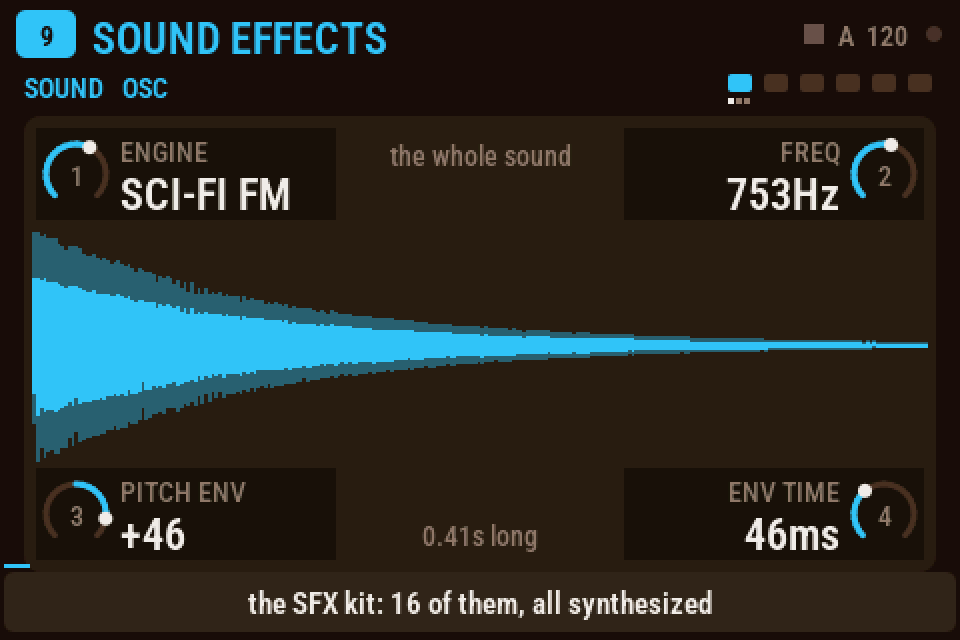 9 SOUND EFFECTS
A 120
SOUND OSC
1 ENGINE
SCI-FI FM
the whole sound
FREQ 2
753Hz
3 PITCH ENV
+46
0.41s long
ENV TIME 4
46ms
the SFX kit: 16 of them, all synthesized